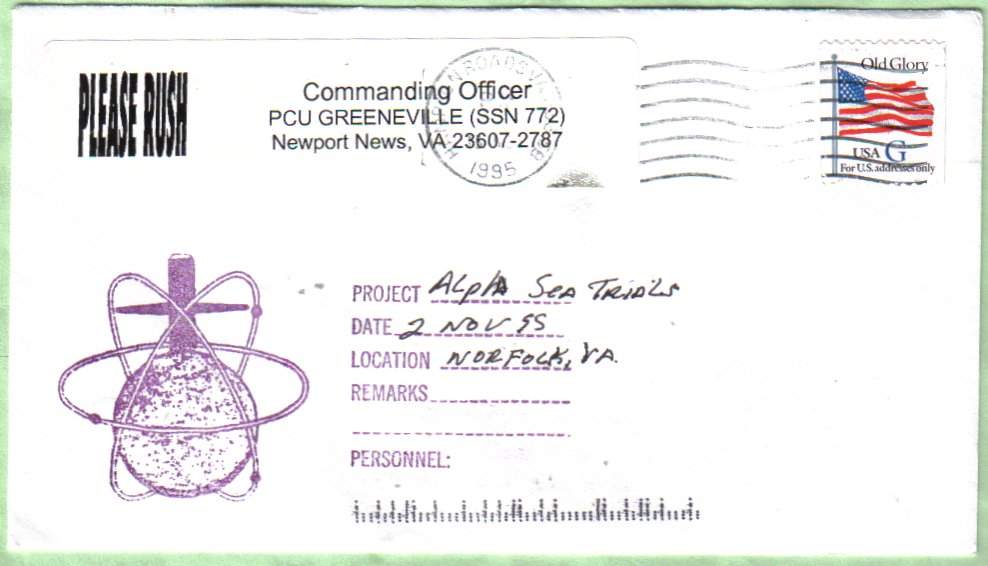 PLEASE RUSH
Commanding Officer
PCU GREENEVILLE (SSN 772)
Newport News, VA 23607-2787
1995
Old Glory
USA G
For U.S. addresses only
PROJECT Alpha Sea Trials
DATE 2 NOV 95
LOCATION NORFOLK, VA.
REMARKS
PERSONNEL: